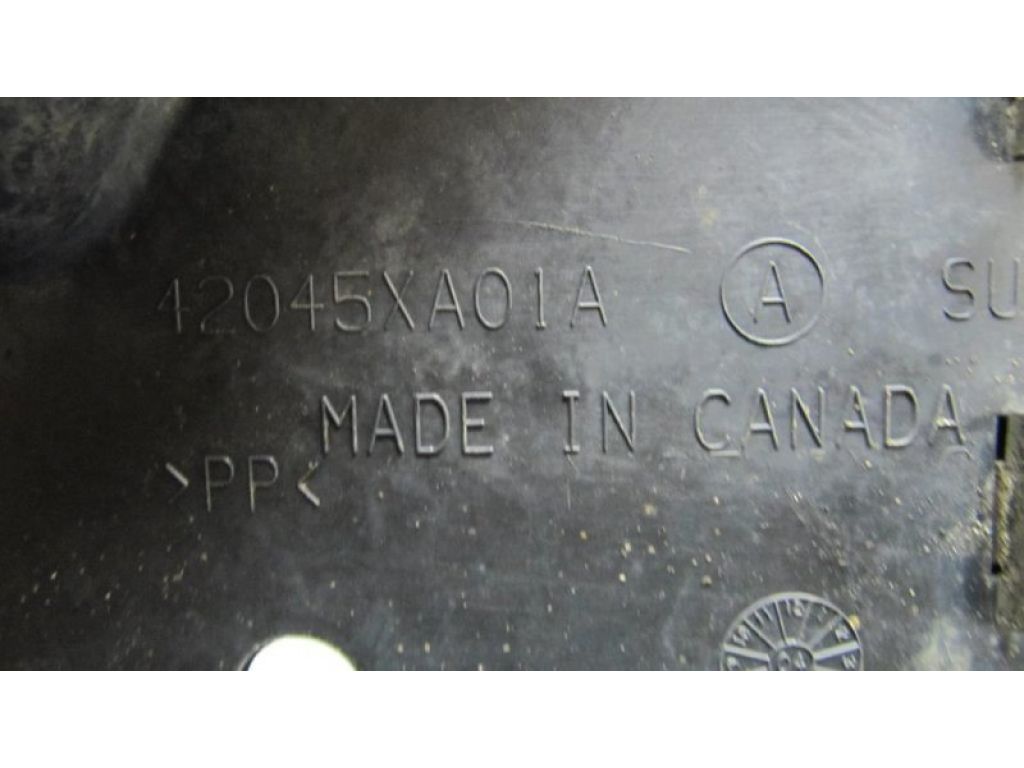 42045XA01A A SU
MADE IN CANADA
>PP<